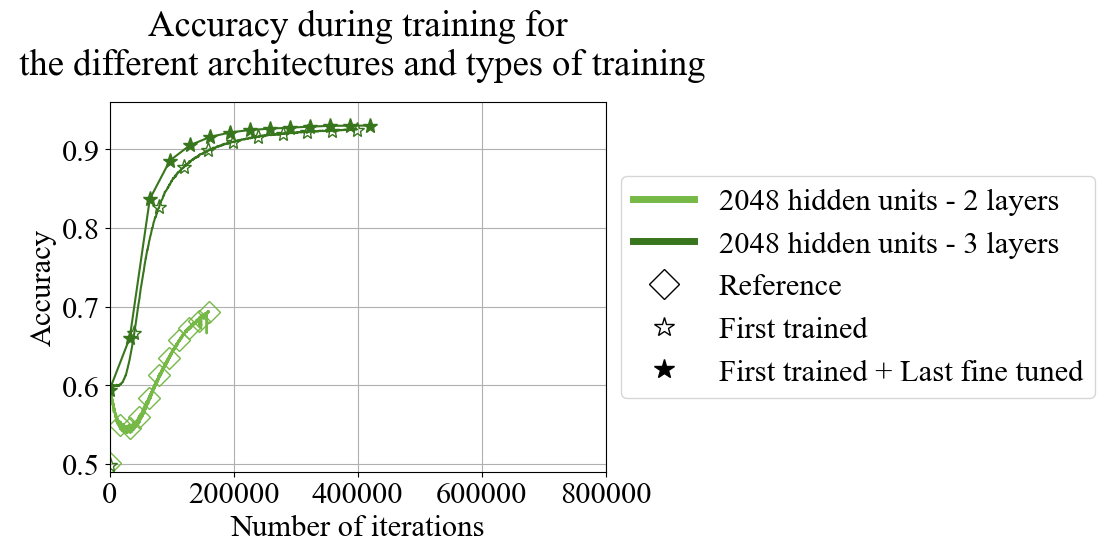 Accuracy during training for
the different architectures and types of training
0.9
0.8
0.7
0.6
0.5
Accuracy
0 200000 400000 600000 800000
Number of iterations
2048 hidden units - 2 layers
2048 hidden units - 3 layers
Reference
First trained
First trained + Last fine tuned